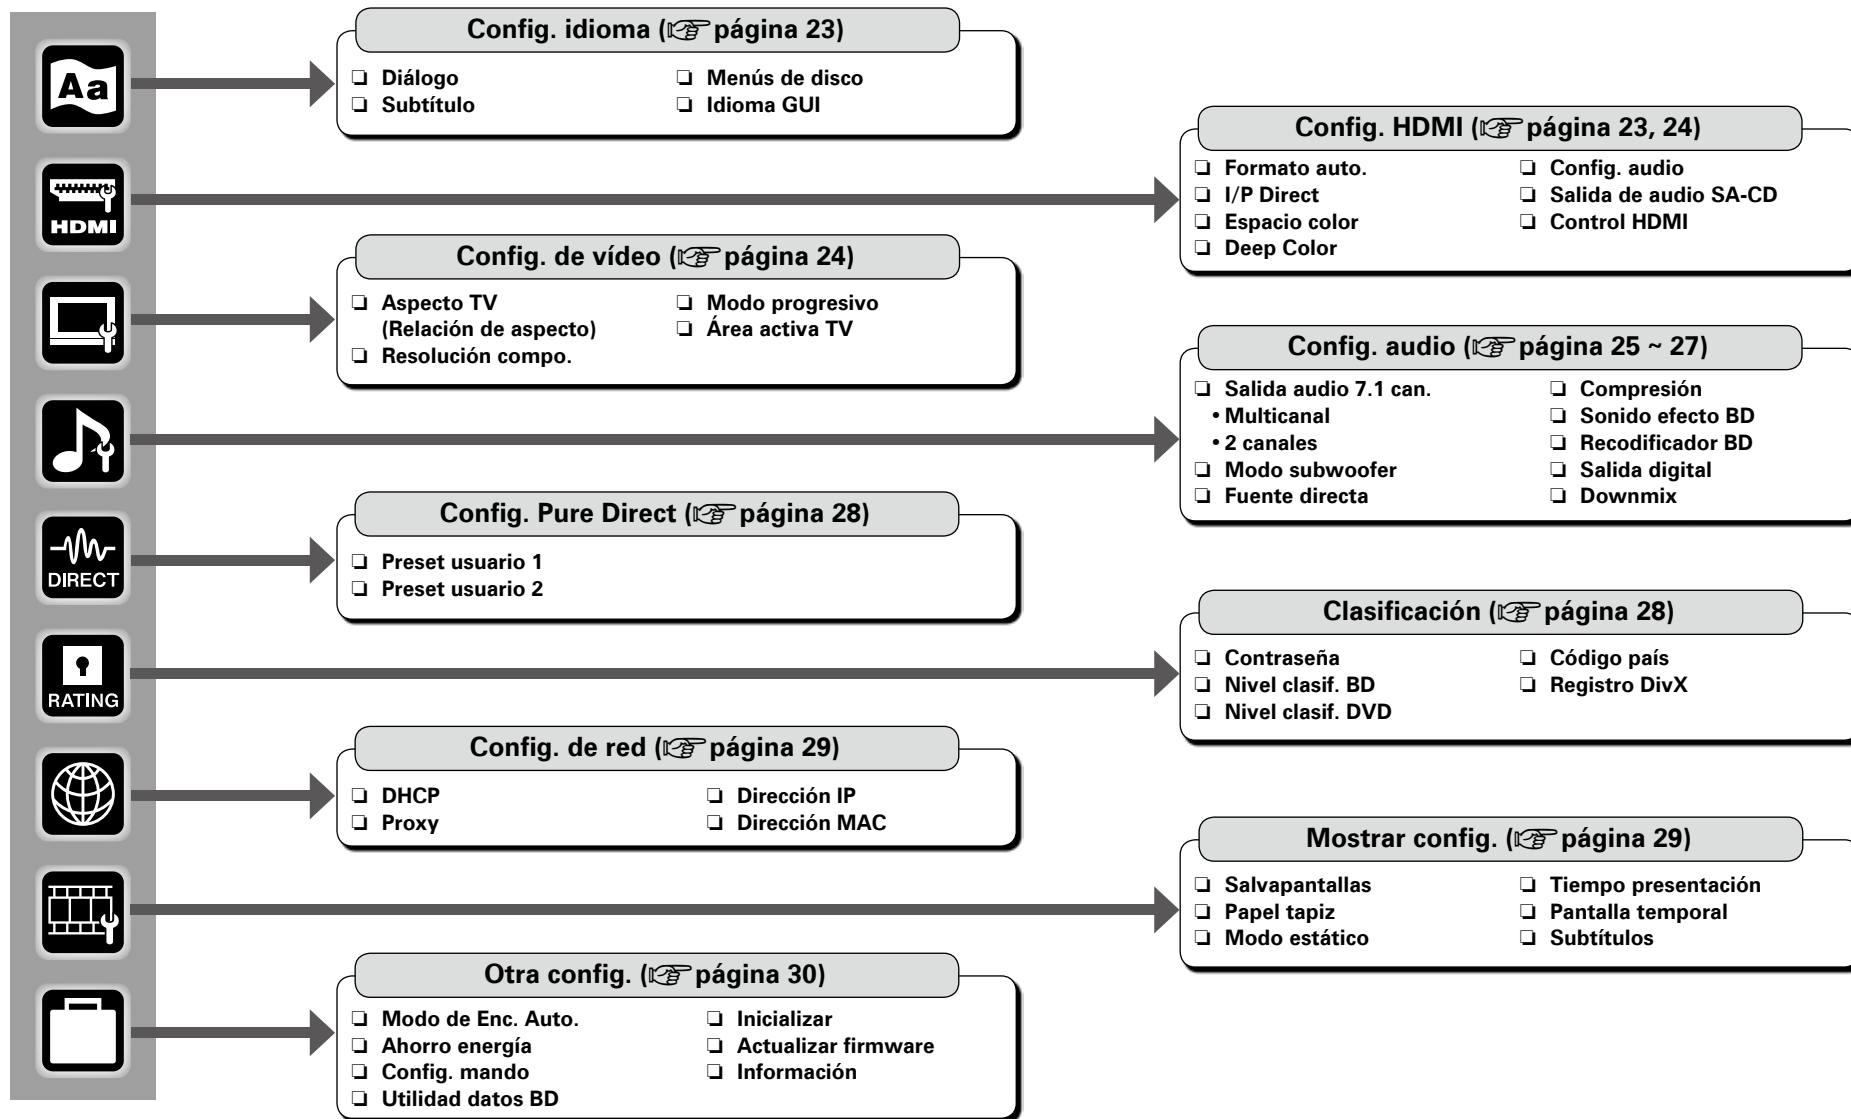 Aa
Config. idioma (☞ página 23)
❏ Diálogo
❏ Subtítulo
❏ Menús de disco
❏ Idioma GUI
HDMI
Config. HDMI (☞ página 23, 24)
❏ Formato auto.
❏ I/P Direct
❏ Espacio color
❏ Deep Color
❏ Config. audio
❏ Salida de audio SA-CD
❏ Control HDMI
Config. de vídeo (☞ página 24)
❏ Aspecto TV
(Relación de aspecto)
❏ Resolución compo.
❏ Modo progresivo
❏ Área activa TV
Config. audio (☞ página 25 ~ 27)
❏ Salida audio 7.1 can.
• Multicanal
• 2 canales
❏ Modo subwoofer
❏ Fuente directa
❏ Compresión
❏ Sonido efecto BD
❏ Recodificador BD
❏ Salida digital
❏ Downmix
DIRECT
Config. Pure Direct (☞ página 28)
❏ Preset usuario 1
❏ Preset usuario 2
RATING
Clasificación (☞ página 28)
❏ Contraseña
❏ Nivel clasif. BD
❏ Nivel clasif. DVD
❏ Código país
❏ Registro DivX
Config. de red (☞ página 29)
❏ DHCP
❏ Proxy
❏ Dirección IP
❏ Dirección MAC
Mostrar config. (☞ página 29)
❏ Salvapantallas
❏ Papel tapiz
❏ Modo estático
❏ Tiempo presentación
❏ Pantalla temporal
❏ Subtítulos
Otra config. (☞ página 30)
❏ Modo de Enc. Auto.
❏ Ahorro energía
❏ Config. mando
❏ Utilidad datos BD
❏ Inicializar
❏ Actualizar firmware
❏ Información